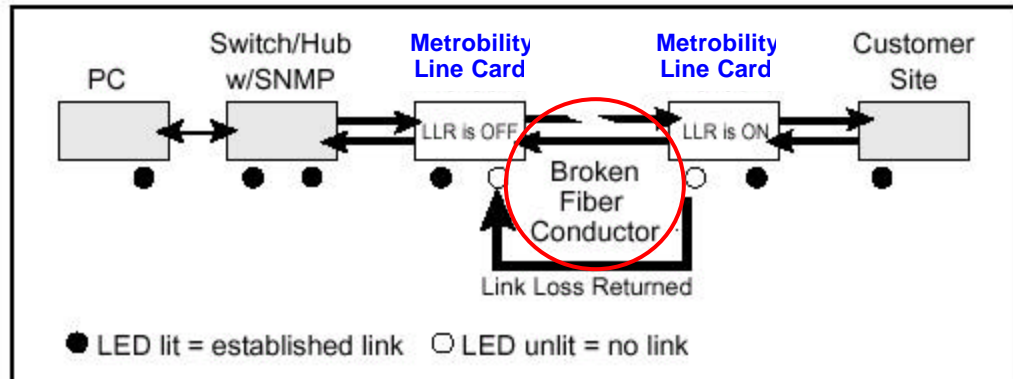 PC
Switch/Hub
w/SNMP
Metrobility
Line Card
Metrobility
Line Card
Customer
Site
LLR is OFF
LLR is ON
Broken
Fiber
Conductor
Link Loss Returned
LED lit = established link
LED unlit = no link